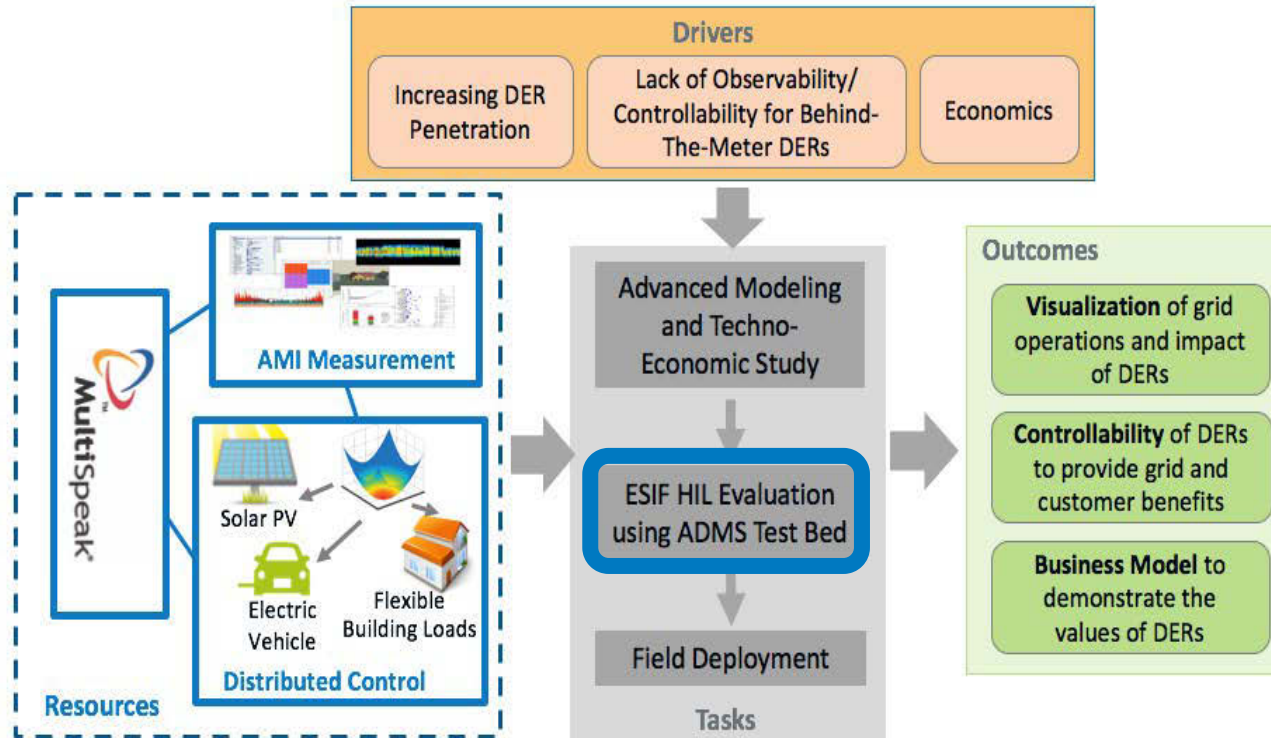 Drivers
Increasing DER
Penetration
Lack of Observability/
Controllability for Behind-
The-Meter DERs
Economics
MultiSpeak®
TM
AMI Measurement
Solar PV
Electric
Vehicle
Flexible
Building Loads
Distributed Control
Resources
Advanced Modeling
and Techno-
Economic Study
ESIF HIL Evaluation
using ADMS Test Bed
Field Deployment
Tasks
Outcomes
Visualization of grid
operations and impact
of DERs
Controllability of DERs
to provide grid and
customer benefits
Business Model to
demonstrate the
values of DERs